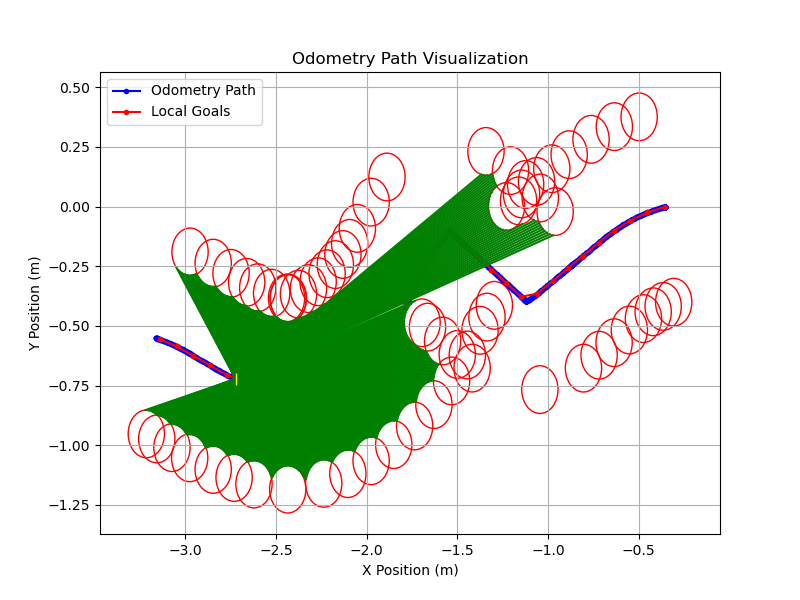 Odometry Path Visualization
Odometry Path
Local Goals
0.50
0.25
0.00
−0.25
−0.50
−0.75
−1.00
−1.25
Y Position (m)
−3.0 −2.5 −2.0 −1.5 −1.0 −0.5
X Position (m)